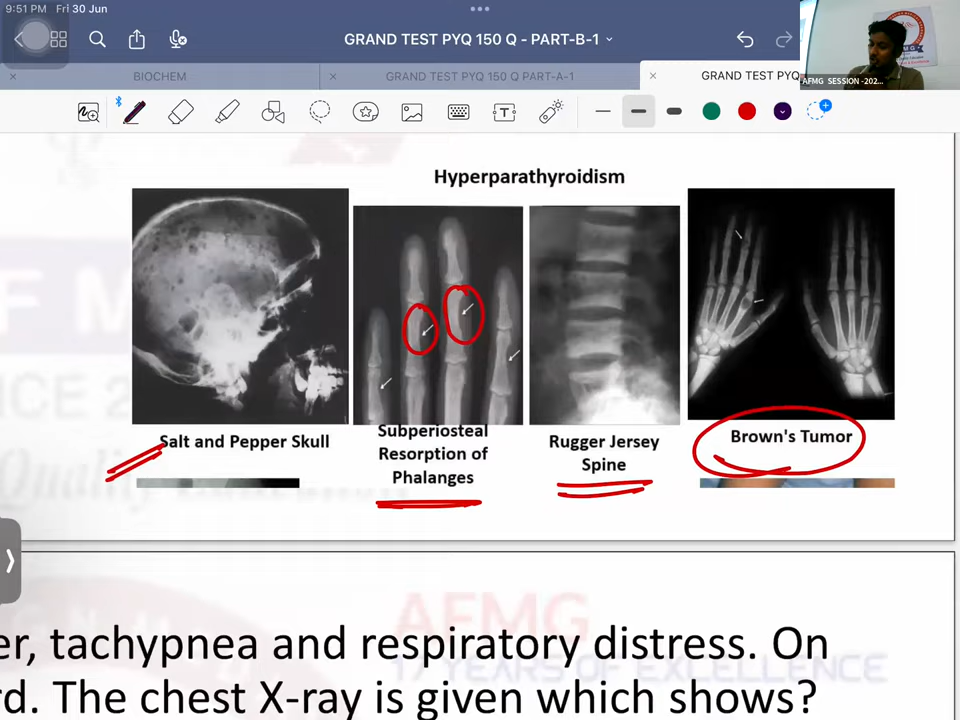 9:51 PM Fri 30 Jun
GRAND TEST PYQ 150 Q - PART-B-1
BIOCHEM
GRAND TEST PYQ 150 Q PART-A-1
GRAND TEST PYQ
AFMG SESSION -202...
Hyperparathyroidism
Salt and Pepper Skull
Subperiosteal
Resorption of
Phalanges
Rugger Jersey
Spine
Brown's Tumor
F M
CE 2
Quality
AFMG
17 YEARS OF EXCELLENCE
er, tachypnea and respiratory distress. On
rd. The chest X-ray is given which shows?